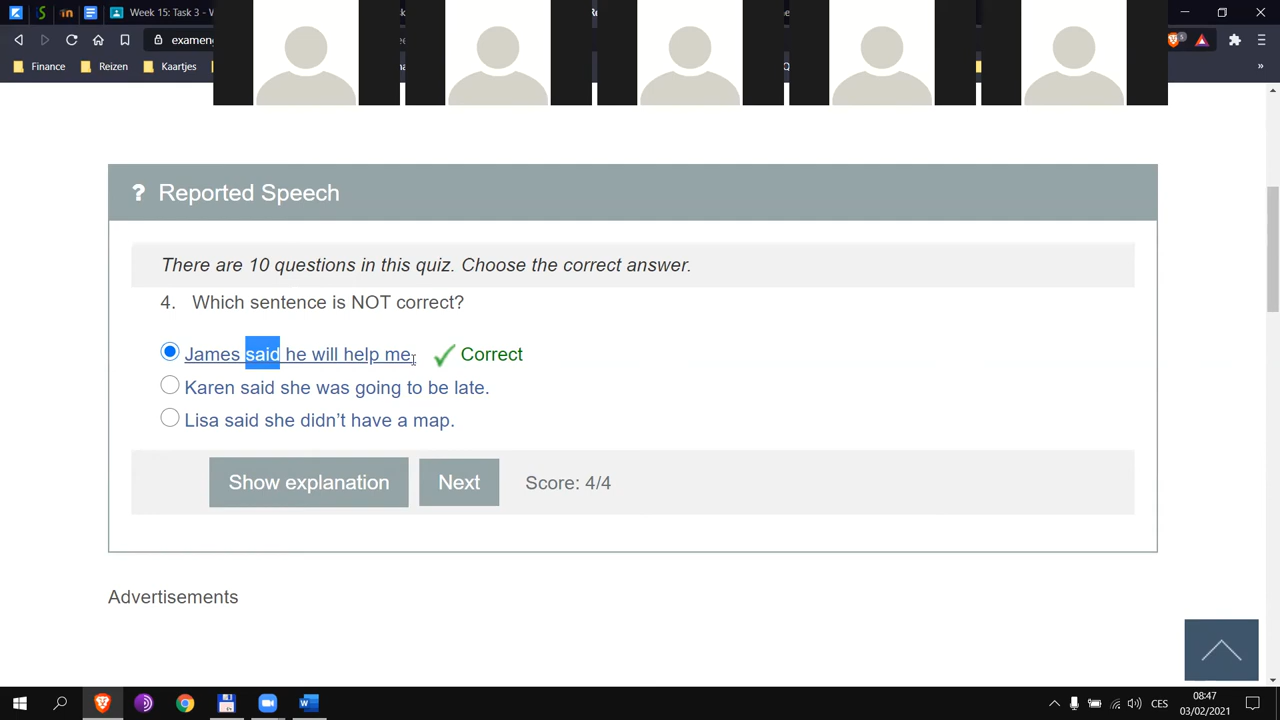 Week 15: Task 3 - W
exameng
Finance
Reizen
Kaartjes
»
? Reported Speech
There are 10 questions in this quiz. Choose the correct answer.
4. Which sentence is NOT correct?
James said he will help me. Correct
Karen said she was going to be late.
Lisa said she didn’t have a map.
Show explanation Next Score: 4/4
Advertisements
08:47
CES
03/02/2021